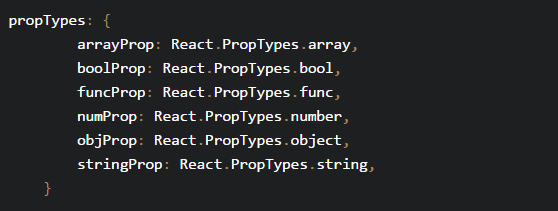 propTypes: {
arrayProp: React.PropTypes.array,
boolProp: React.PropTypes.bool,
funcProp: React.PropTypes.func,
numProp: React.PropTypes.number,
objProp: React.PropTypes.object,
stringProp: React.PropTypes.string,
}